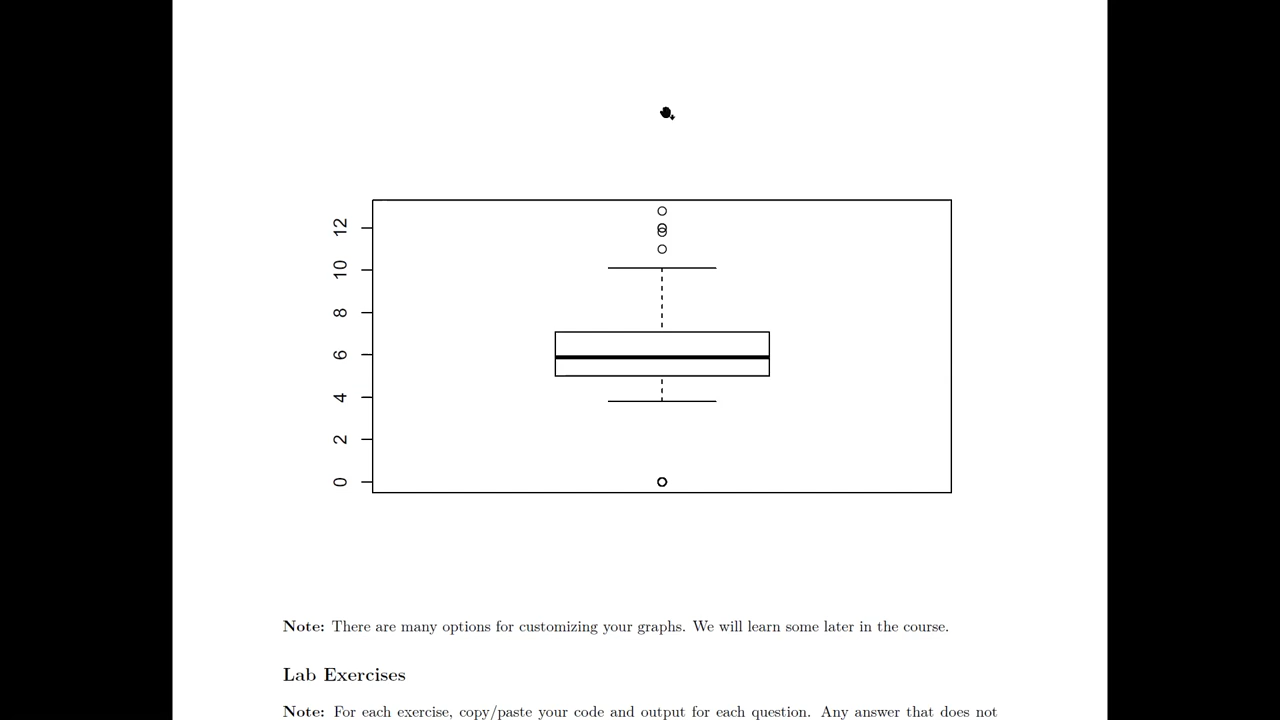 12
10
8
6
4
2
0
Note: There are many options for customizing your graphs. We will learn some later in the course.
Lab Exercises
Note: For each exercise, copy/paste your code and output for each question. Any answer that does not